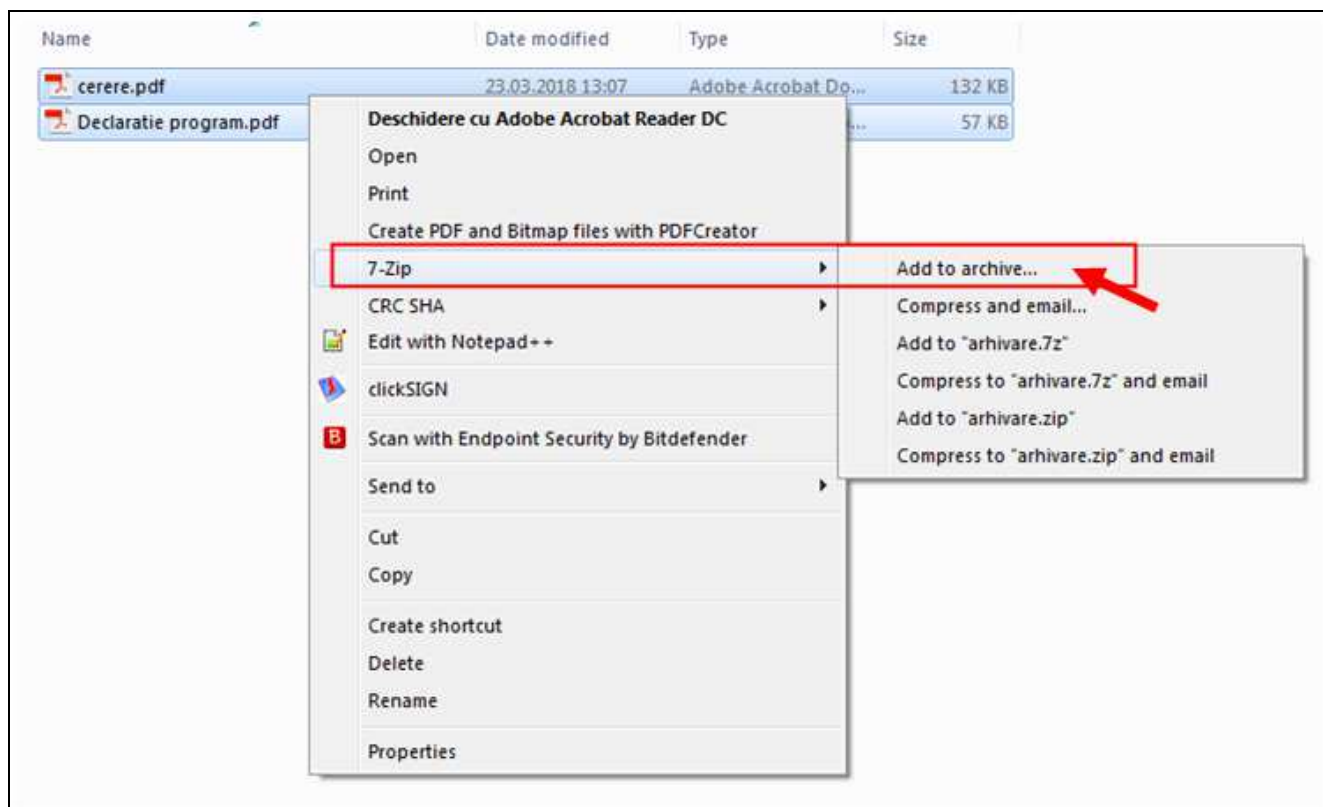 Name Date modified Type Size
cerere.pdf 23.03.2018 13:07 Adobe Acrobat Do... 132 KB
Declaratie program.pdf ... 57 KB
Deschidere cu Adobe Acrobat Reader DC
Open
Print
Create PDF and Bitmap files with PDFCreator
7-Zip
Add to archive...
CRC SHA
Compress and email...
Edit with Notepad++
Add to "arhivare.7z"
clickSIGN
Compress to "arhivare.7z" and email
Add to "arhivare.zip"
Scan with Endpoint Security by Bitdefender
Compress to "arhivare.zip" and email
Send to
Cut
Copy
Create shortcut
Delete
Rename
Properties